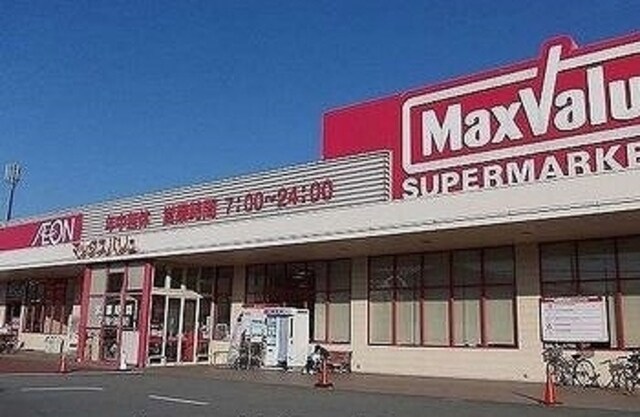 MaxValu
SUPERMARKE
年中無休 営業時間 7:00~24:00
ÆON
マックスバリュ